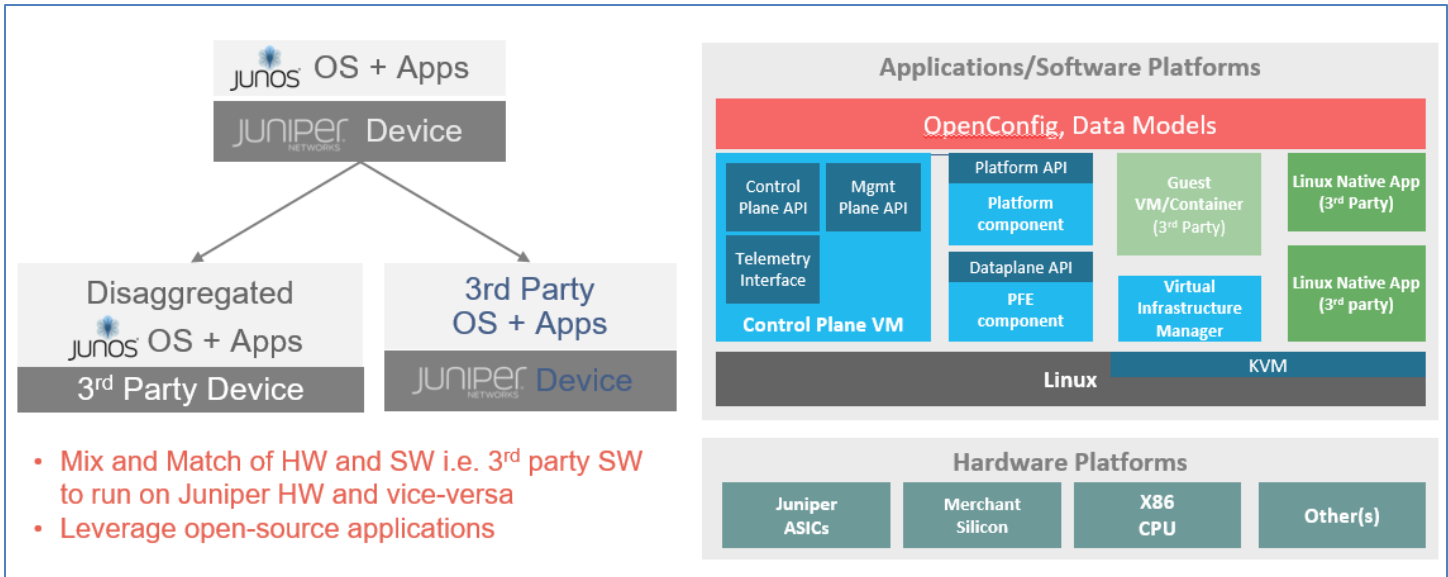 JUNOS OS + Apps
JUNIPER NETWORKS Device
Disaggregated
JUNOS OS + Apps
3rd Party Device
3rd Party
OS + Apps
JUNIPER NETWORKS Device
• Mix and Match of HW and SW i.e. 3rd party SW
to run on Juniper HW and vice-versa
• Leverage open-source applications
Applications/Software Platforms
OpenConfig, Data Models
Control
Plane API
Mgmt
Plane API
Telemetry
Interface
Control Plane VM
Platform API
Platform
component
Dataplane API
PFE
component
Guest
VM/Container
(3rd Party)
Virtual
Infrastructure
Manager
Linux Native App
(3rd Party)
Linux Native App
(3rd party)
KVM
Linux
Hardware Platforms
Juniper
ASICs
Merchant
Silicon
X86
CPU
Other(s)